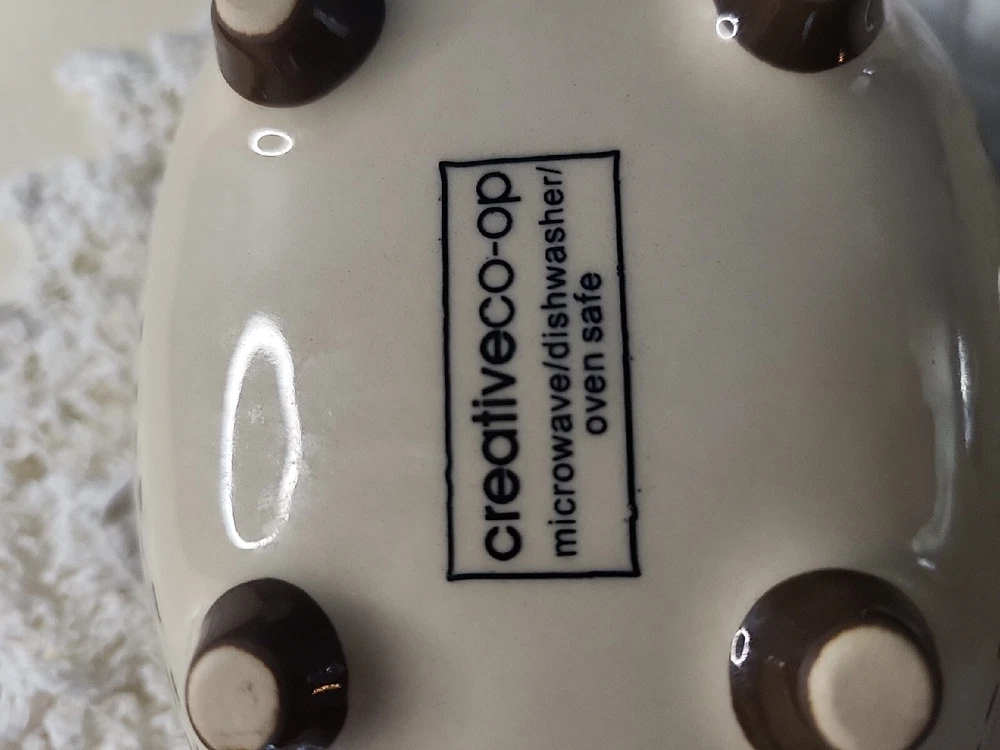 creativeco-op
microwave/dishwasher/
oven safe